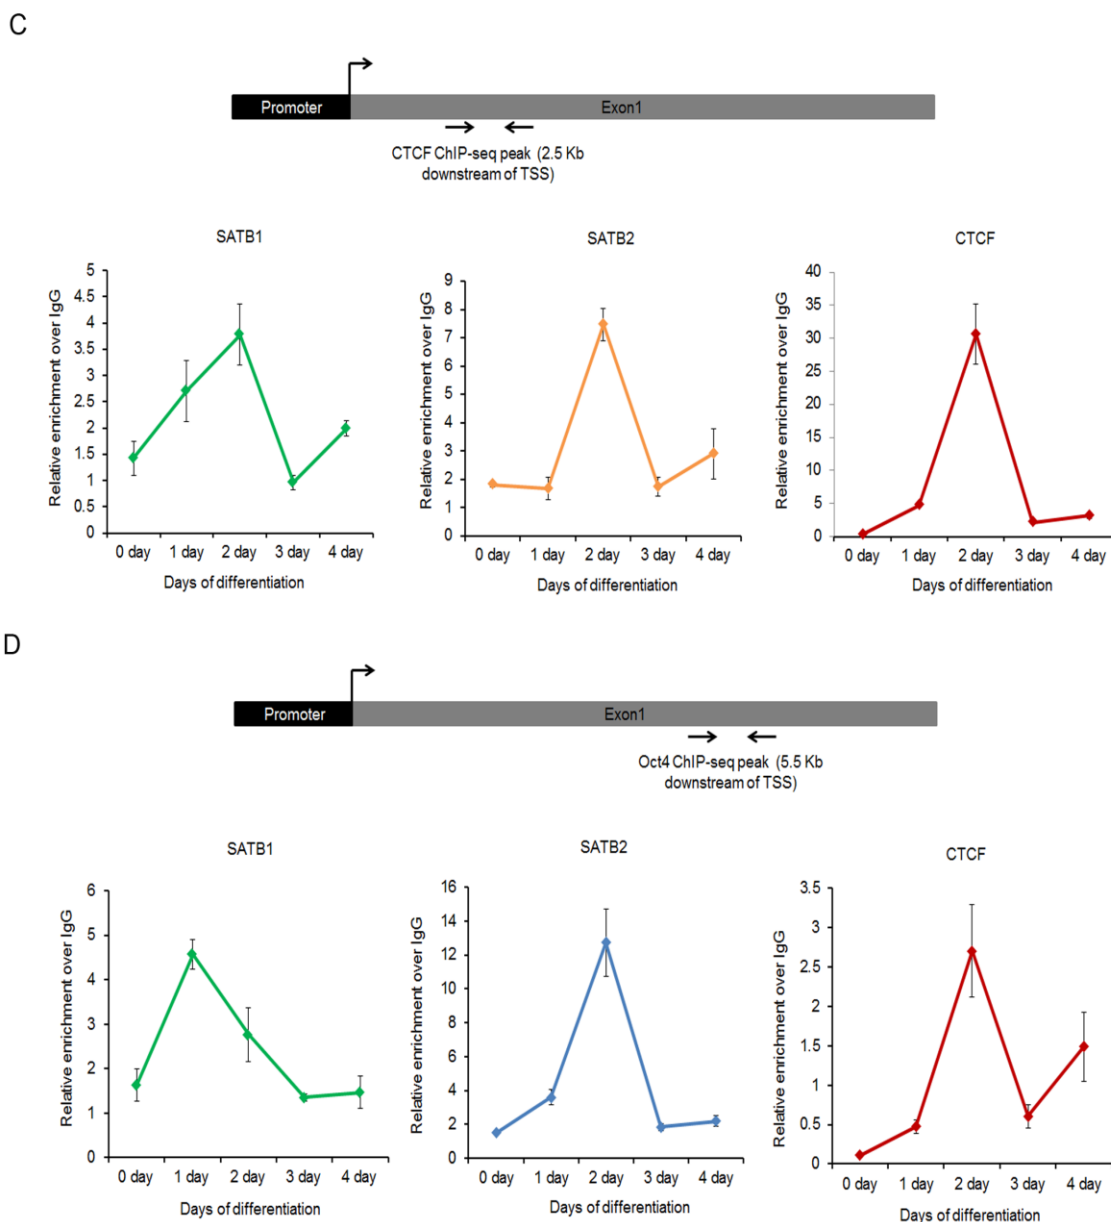 C
Promoter
Exon1
CTCF ChIP-seq peak (2.5 Kb
downstream of TSS)
SATB1
Relative enrichment over IgG
5
4.5
4
3.5
3
2.5
2
1.5
1
0.5
0
0 day 1 day 2 day 3 day 4 day
Days of differentiation
SATB2
Relative enrichment over IgG
9
8
7
6
5
4
3
2
1
0
0 day 1 day 2 day 3 day 4 day
Days of differentiation
CTCF
Relative enrichment over IgG
40
35
30
25
20
15
10
5
0
0 day 1 day 2 day 3 day 4 day
Days of differentiation
D
Promoter
Exon1
Oct4 ChIP-seq peak (5.5 Kb
downstream of TSS)
SATB1
Relative enrichment over IgG
6
5
4
3
2
1
0
0 day 1 day 2 day 3 day 4 day
Days of differentiation
SATB2
Relative enrichment over IgG
16
14
12
10
8
6
4
2
0
0 day 1 day 2 day 3 day 4 day
Days of differentiation
CTCF
Relative enrichment over IgG
3.5
3
2.5
2
1.5
1
0.5
0
0 day 1 day 2 day 3 day 4 day
Days of differentiation